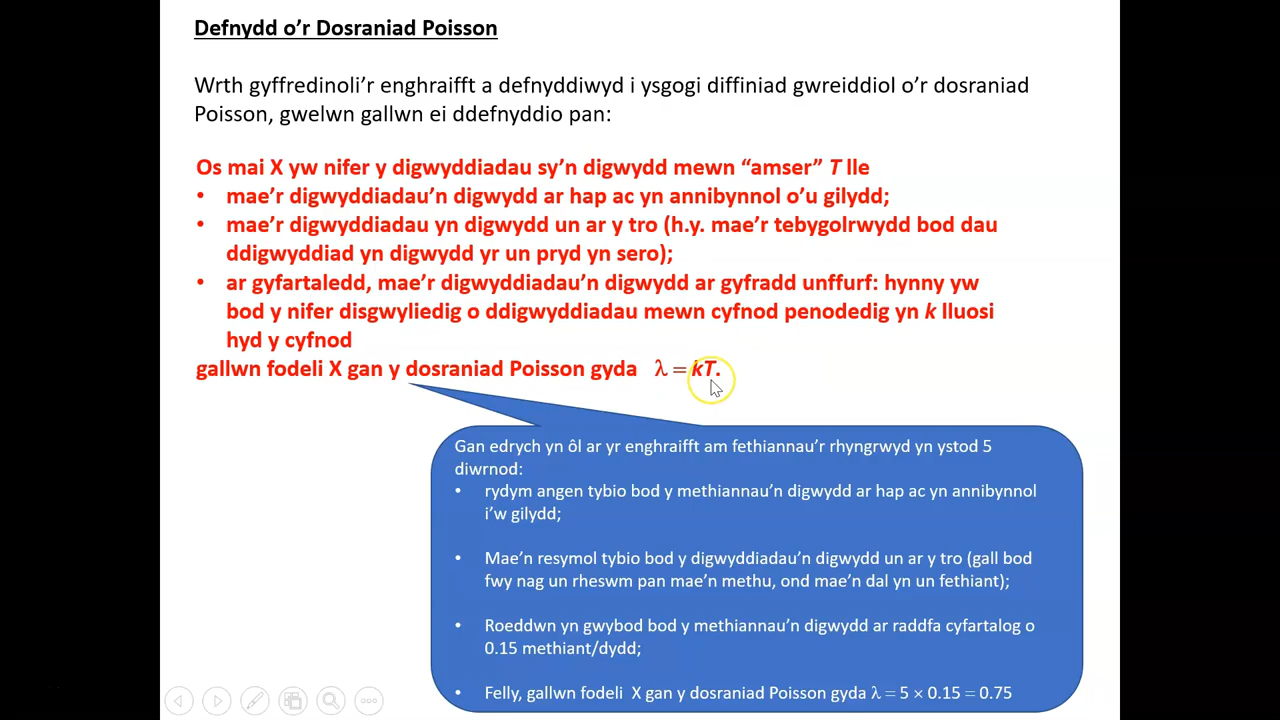 Defnydd o’r Dosraniad Poisson
Wrth gyffredinoli’r enghraifft a defnyddiwyd i ysgogi diffiniad gwreiddiol o’r dosraniad
Poisson, gwelwn gallwn ei ddefnyddio pan:
Os mai X yw nifer y digwyddiadau sy’n digwydd mewn “amser” T lle
• mae’r digwyddiadau’n digwydd ar hap ac yn annibynnol o’u gilydd;
• mae’r digwyddiadau yn digwydd un ar y tro (h.y. mae’r tebygolrwydd bod dau
ddigwyddiad yn digwydd yr un pryd yn sero);
• ar gyfartaledd, mae’r digwyddiadau’n digwydd ar gyfradd unffurf: hynny yw
bod y nifer disgwyliedig o ddigwyddiadau mewn cyfnod penodedig yn k lluosi
hyd y cyfnod
gallwn fodeli X gan y dosraniad Poisson gyda λ = kT.
Gan edrych yn ôl ar yr enghraifft am fethiannau’r rhyngrwyd yn ystod 5
diwrnod:
• rydym angen tybio bod y methiannau’n digwydd ar hap ac yn annibynnol
i’w gilydd;
• Mae’n resymol tybio bod y digwyddiadau’n digwydd un ar y tro (gall bod
fwy nag un rheswm pan mae’n methu, ond mae’n dal yn un fethiant);
• Roeddwn yn gwybod bod y methiannau’n digwydd ar raddfa cyfartalog o
0.15 methiant/dydd;
• Felly, gallwn fodeli X gan y dosraniad Poisson gyda λ = 5 × 0.15 = 0.75